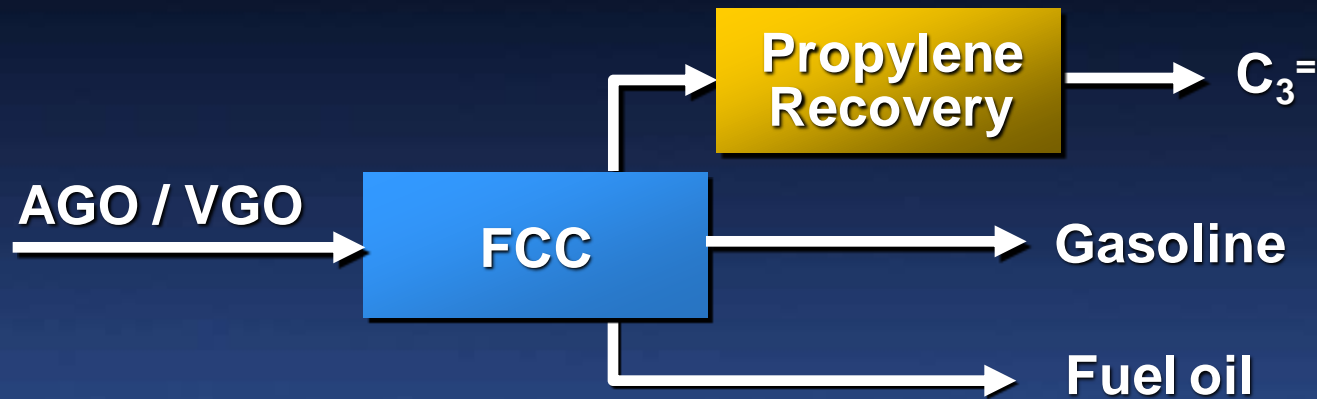 Propylene
Recovery
C₃⁼
AGO / VGO
FCC
Gasoline
Fuel oil